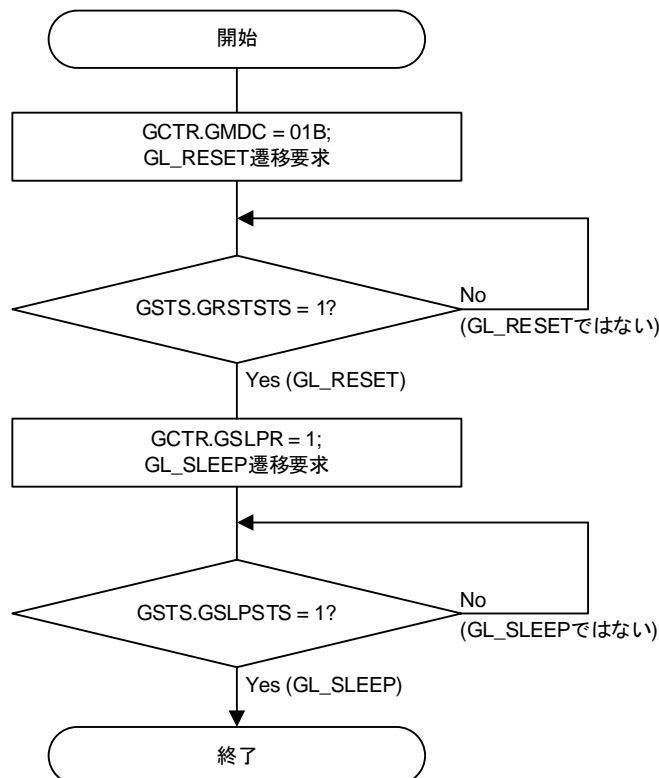 開始
GCTR.GMDC = 01B;
GL_RESET遷移要求
GSTS.GRSTSTS = 1?
No
(GL_RESETではない)
Yes (GL_RESET)
GCTR.GSLPR = 1;
GL_SLEEP遷移要求
GSTS.GSLPSTS = 1?
No
(GL_SLEEPではない)
Yes (GL_SLEEP)
終了